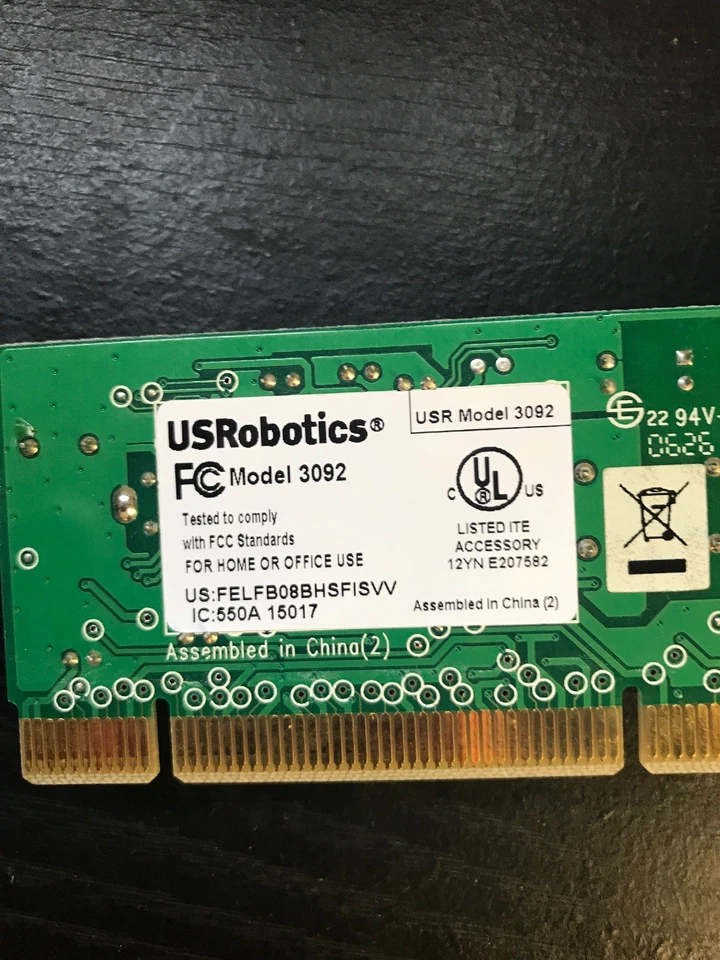 USRobotics®
USR Model 3092
FC Model 3092
Tested to comply
with FCC Standards
FOR HOME OR OFFICE USE
US:FELFB08BHSFISVV
IC:550A 15017
C UL® US
LISTED ITE
ACCESSORY
12YN E207582
Assembled in China (2)
Assembled in China(2)
22 94V-
0626